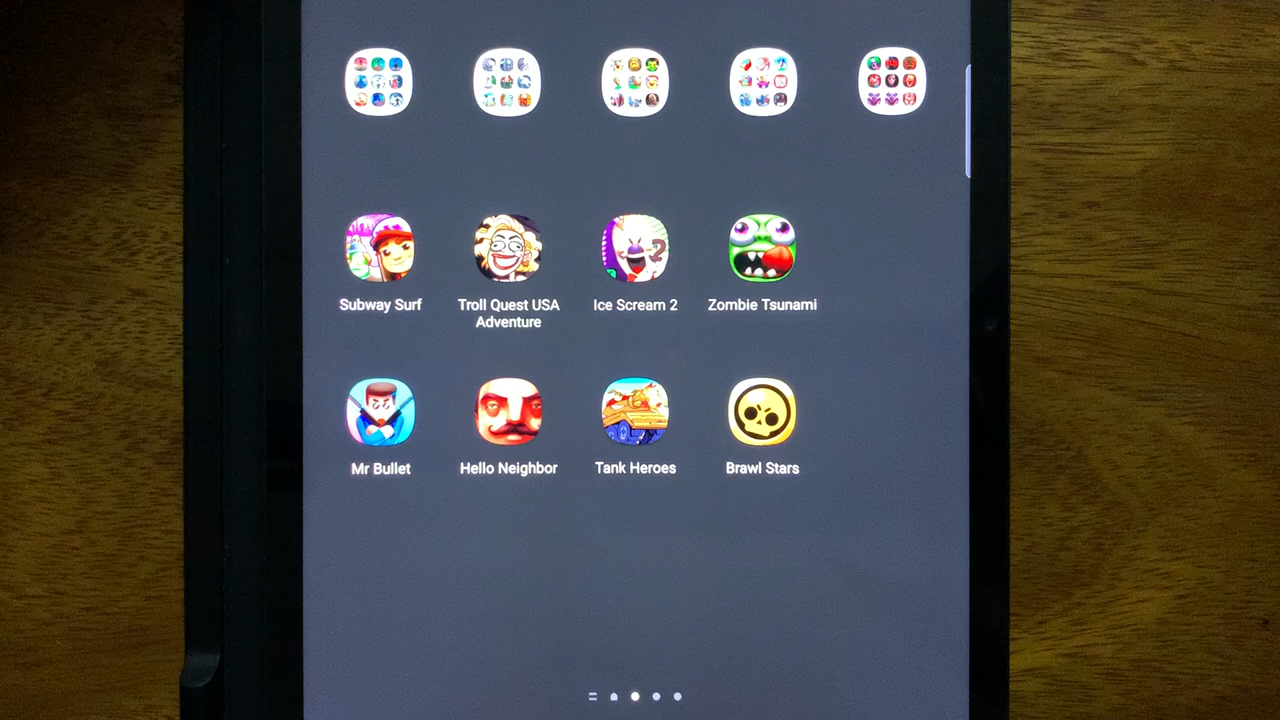 Subway Surf
Troll Quest USA
Adventure
Ice Scream 2
Zombie Tsunami
Mr Bullet
Hello Neighbor
Tank Heroes
Brawl Stars